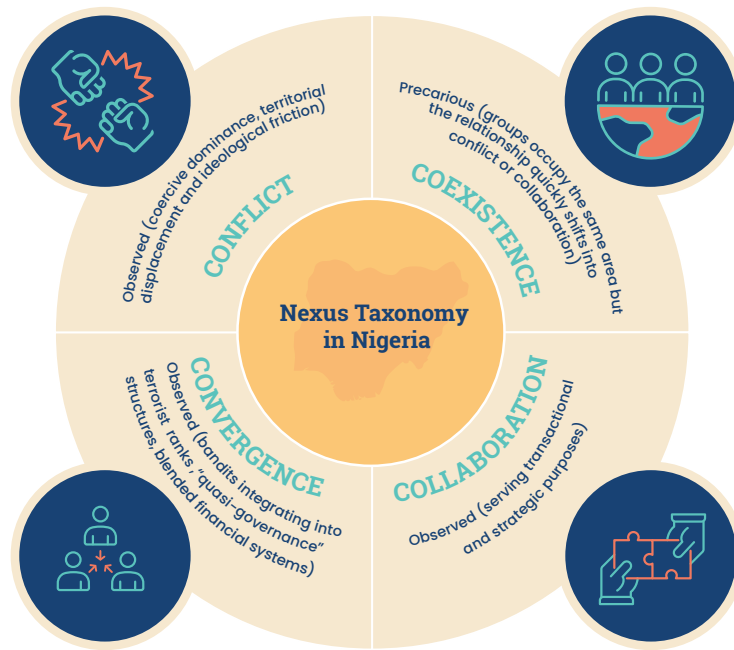 Observed (coercive dominance, territorial
displacement and ideological friction)
CONFLICT
Precarious (groups occupy the same area but
the relationship quickly shifts into
conflict or collaboration)
COEXISTENCE
Nexus Taxonomy
in Nigeria
CONVERGENCE
Observed (bandits integrating into
terrorist ranks, "quasi-governance"
structures, blended financial systems)
COLLABORATION
Observed (serving transactional
and strategic purposes)